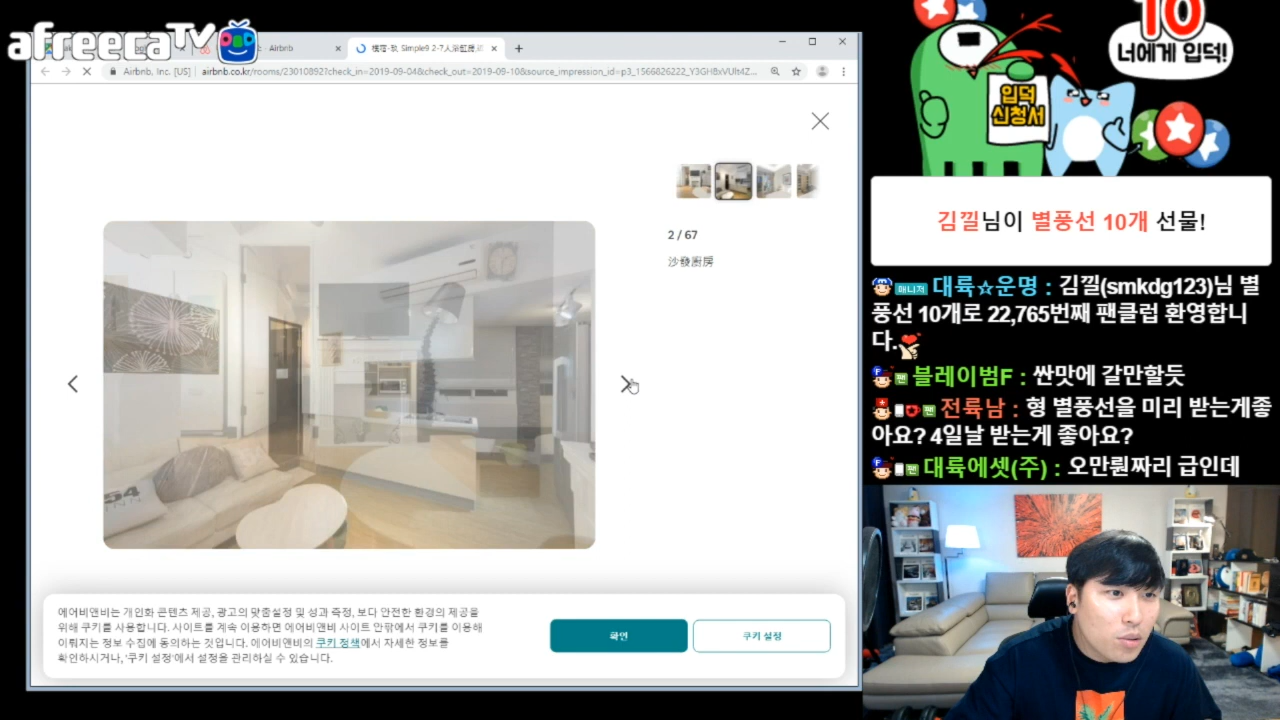 afreecaTV
Airbnb
Simple9 2-7人浴缸房
Airbnb, Inc. [US]
airbnb.co.kr/rooms/23010892?check_in=2019-09-04&check_out=2019-09-10&source_impression_id=p3_1566826222_
2 / 67
沙發廚房
에어비앤비는 개인화 콘텐츠 제공, 광고의 맞춤설정 및 성과 측정, 보다 안전한 환경의 제공을
위해 쿠키를 사용합니다. 사이트를 계속 이용하면 에어비앤비 사이트 안팎에서 쿠키를 이용해
이뤄지는 정보 수집에 동의하는 것입니다. 에어비앤비의 쿠키 정책에서 자세한 정보를
확인하시거나, '쿠키 설정'에서 설정을 관리하실 수 있습니다.
확인
쿠키 설정
10
너에게 입덕!
입덕
신청서
김낄님이 별풍선 10개 선물!
매니저 대륙☆운명 : 김낄(smkdg123)님 별
풍선 10개로 22,765번째 팬클럽 환영합니
다.
F 팬 블레이범F : 싼맛에 갈만할듯
팬 전륙남 : 형 별풍선을 미리 받는게좋
아요? 4일날 받는게 좋아요?
F 팬 대륙에셋(주) : 오만뤈짜리 급인데